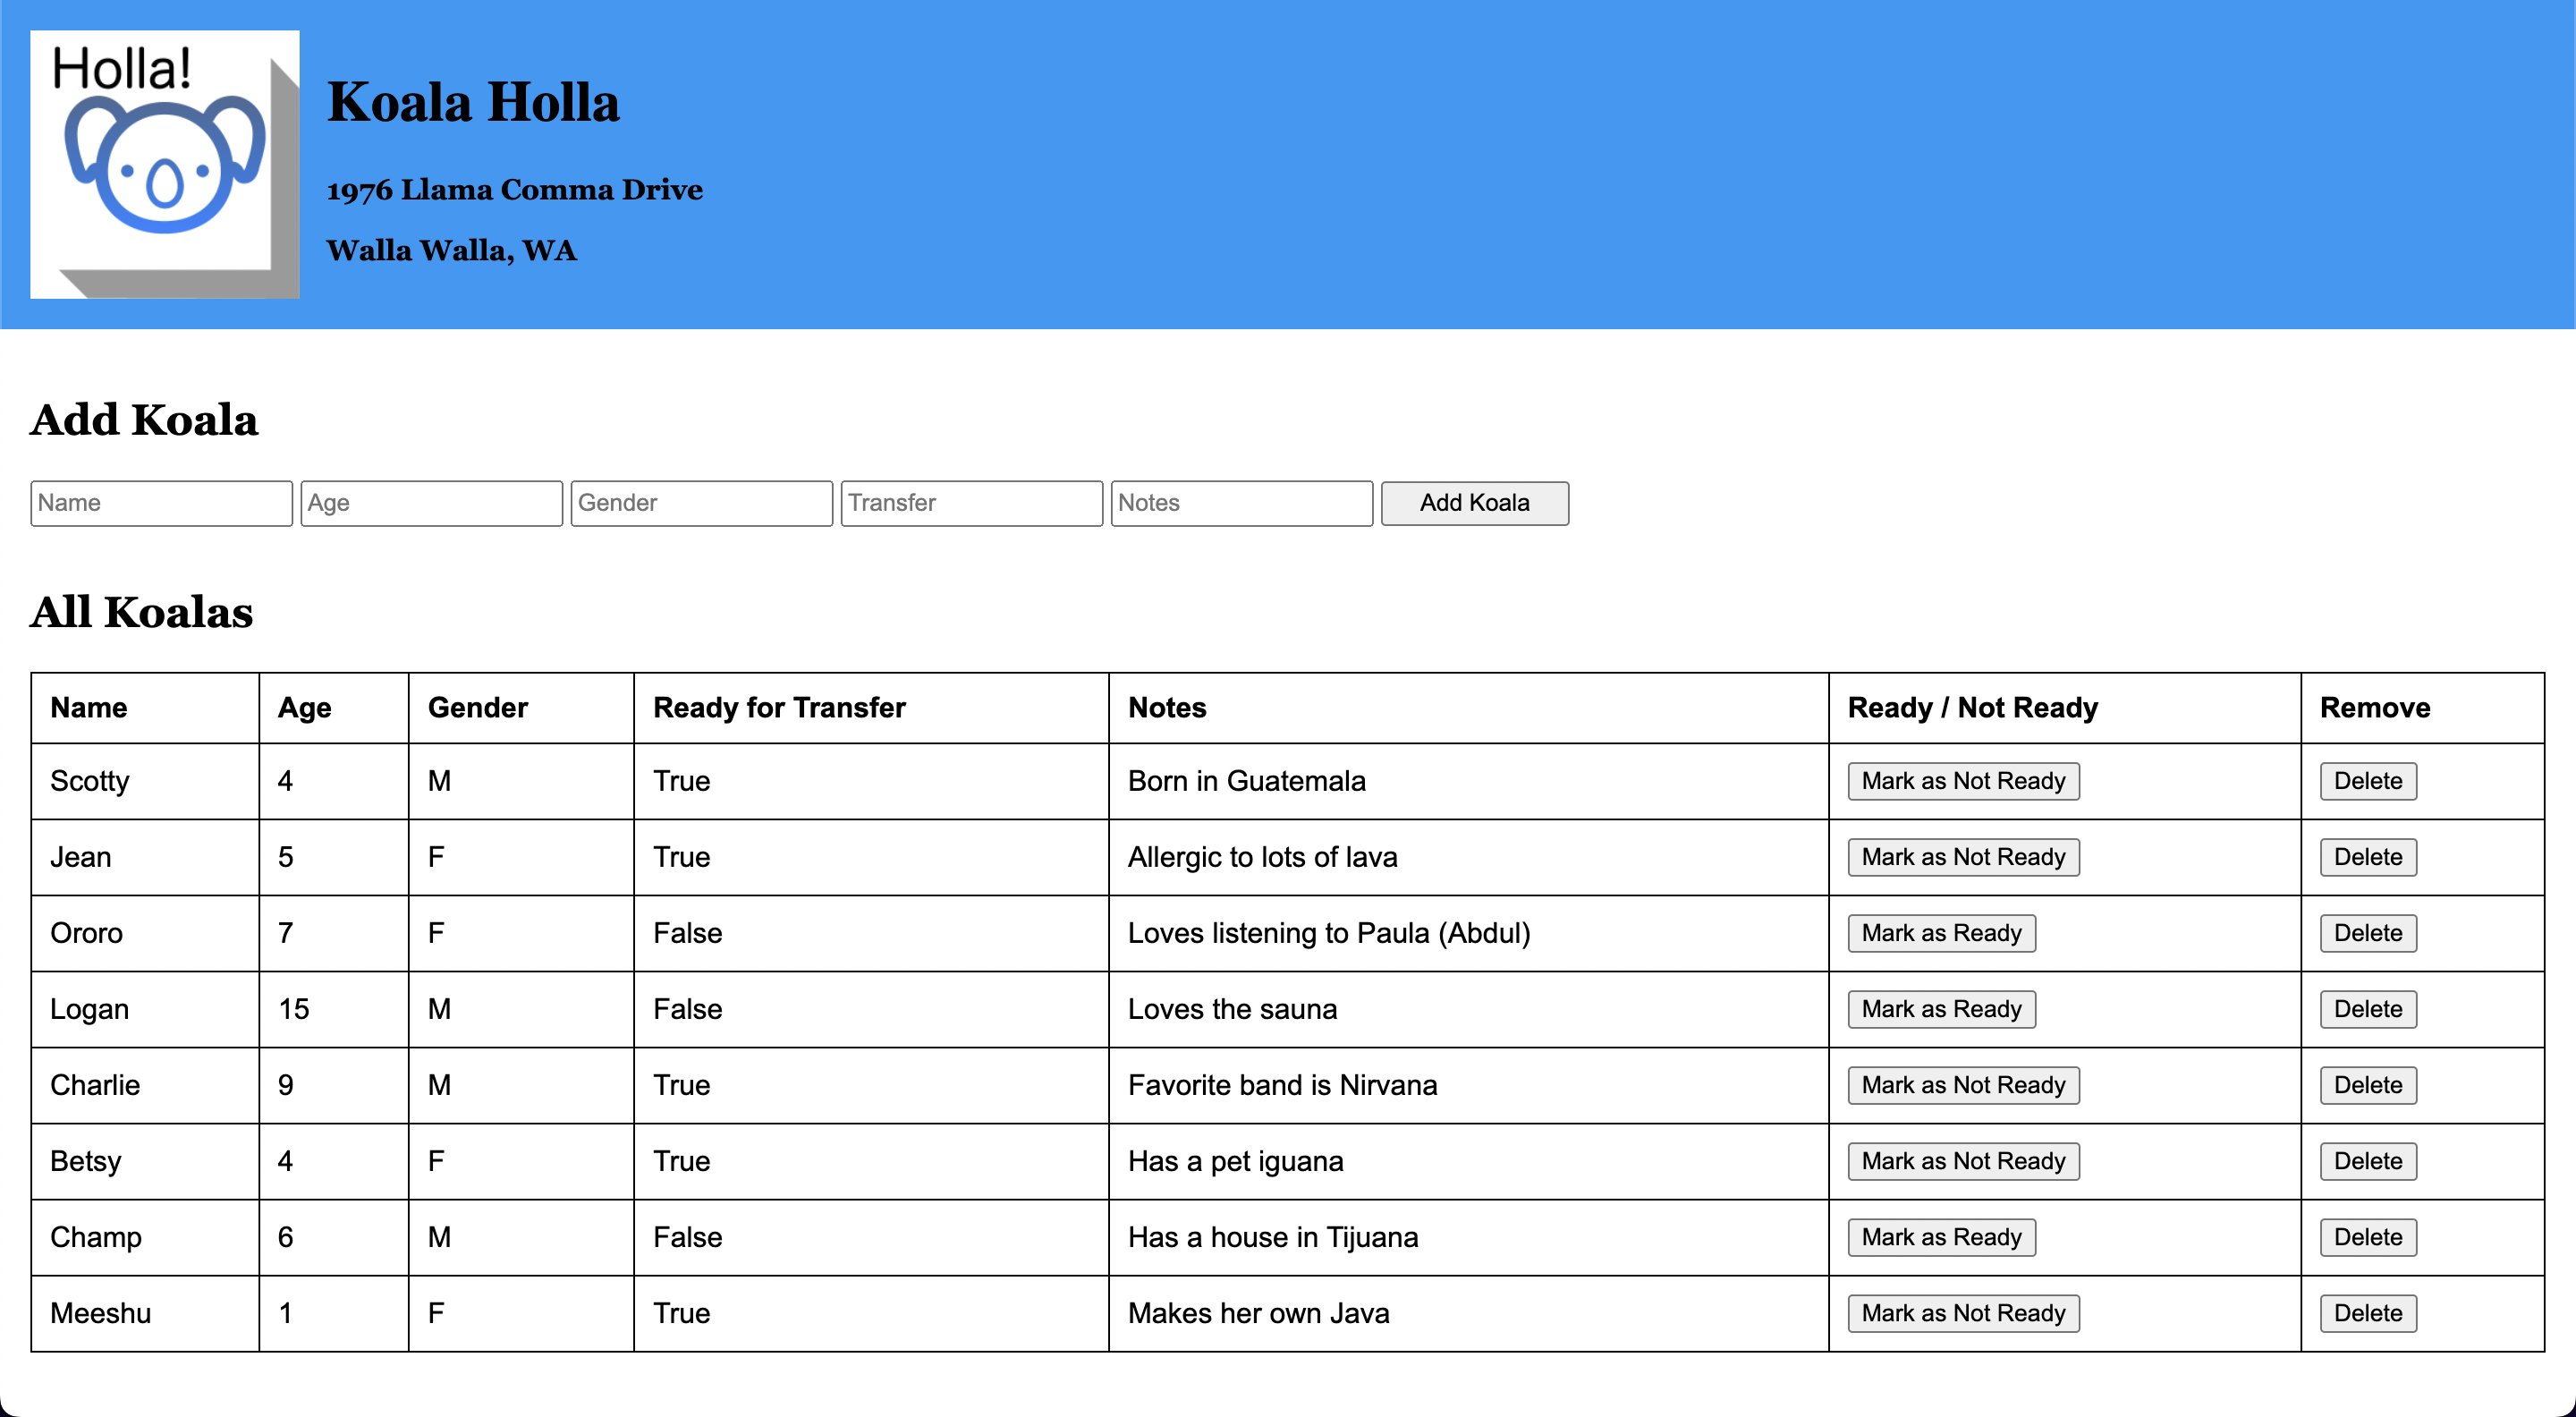 Holla!
Koala Holla
1976 Llama Comma Drive
Walla Walla, WA
Add Koala
Name Age Gender Transfer Notes Add Koala
All Koalas
Name Age Gender Ready for Transfer Notes Ready / Not Ready Remove
Scotty 4 M True Born in Guatemala Mark as Not Ready Delete
Jean 5 F True Allergic to lots of lava Mark as Not Ready Delete
Ororo 7 F False Loves listening to Paula (Abdul) Mark as Ready Delete
Logan 15 M False Loves the sauna Mark as Ready Delete
Charlie 9 M True Favorite band is Nirvana Mark as Not Ready Delete
Betsy 4 F True Has a pet iguana Mark as Not Ready Delete
Champ 6 M False Has a house in Tijuana Mark as Ready Delete
Meeshu 1 F True Makes her own Java Mark as Not Ready Delete